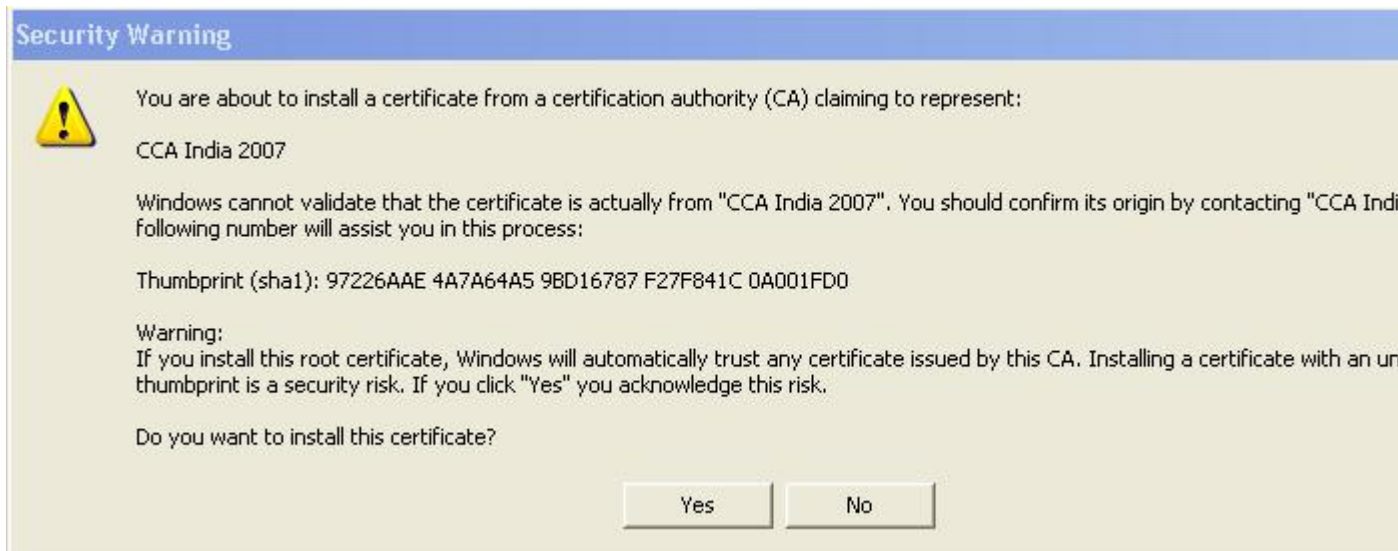 Security Warning
You are about to install a certificate from a certification authority (CA) claiming to represent:
CCA India 2007
Windows cannot validate that the certificate is actually from "CCA India 2007". You should confirm its origin by contacting "CCA
following number will assist you in this process:
Thumbprint (sha1): 97226AAE 4A7A64A5 9BD16787 F27F841C 0A001FD0
Warning:
If you install this root certificate, Windows will automatically trust any certificate issued by this CA. Installing a certificate with an
thumbprint is a security risk. If you click "Yes" you acknowledge this risk.
Do you want to install this certificate?
Yes No